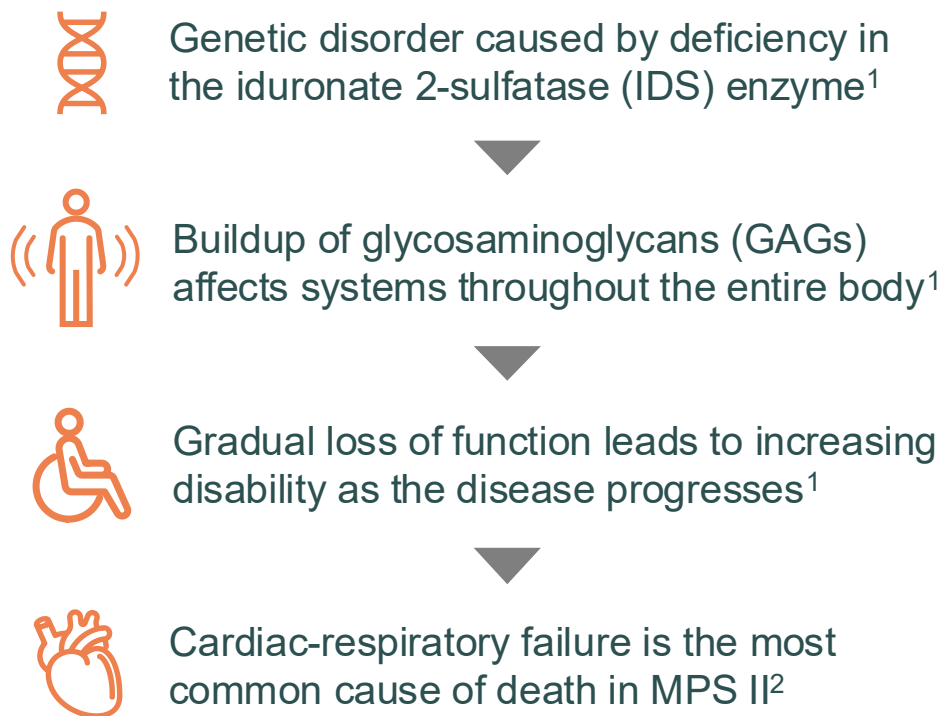 Genetic disorder caused by deficiency in
the iduronate 2-sulfatase (IDS) enzyme¹
Buildup of glycosaminoglycans (GAGs)
affects systems throughout the entire body¹
Gradual loss of function leads to increasing
disability as the disease progresses¹
Cardiac-respiratory failure is the most
common cause of death in MPS II²